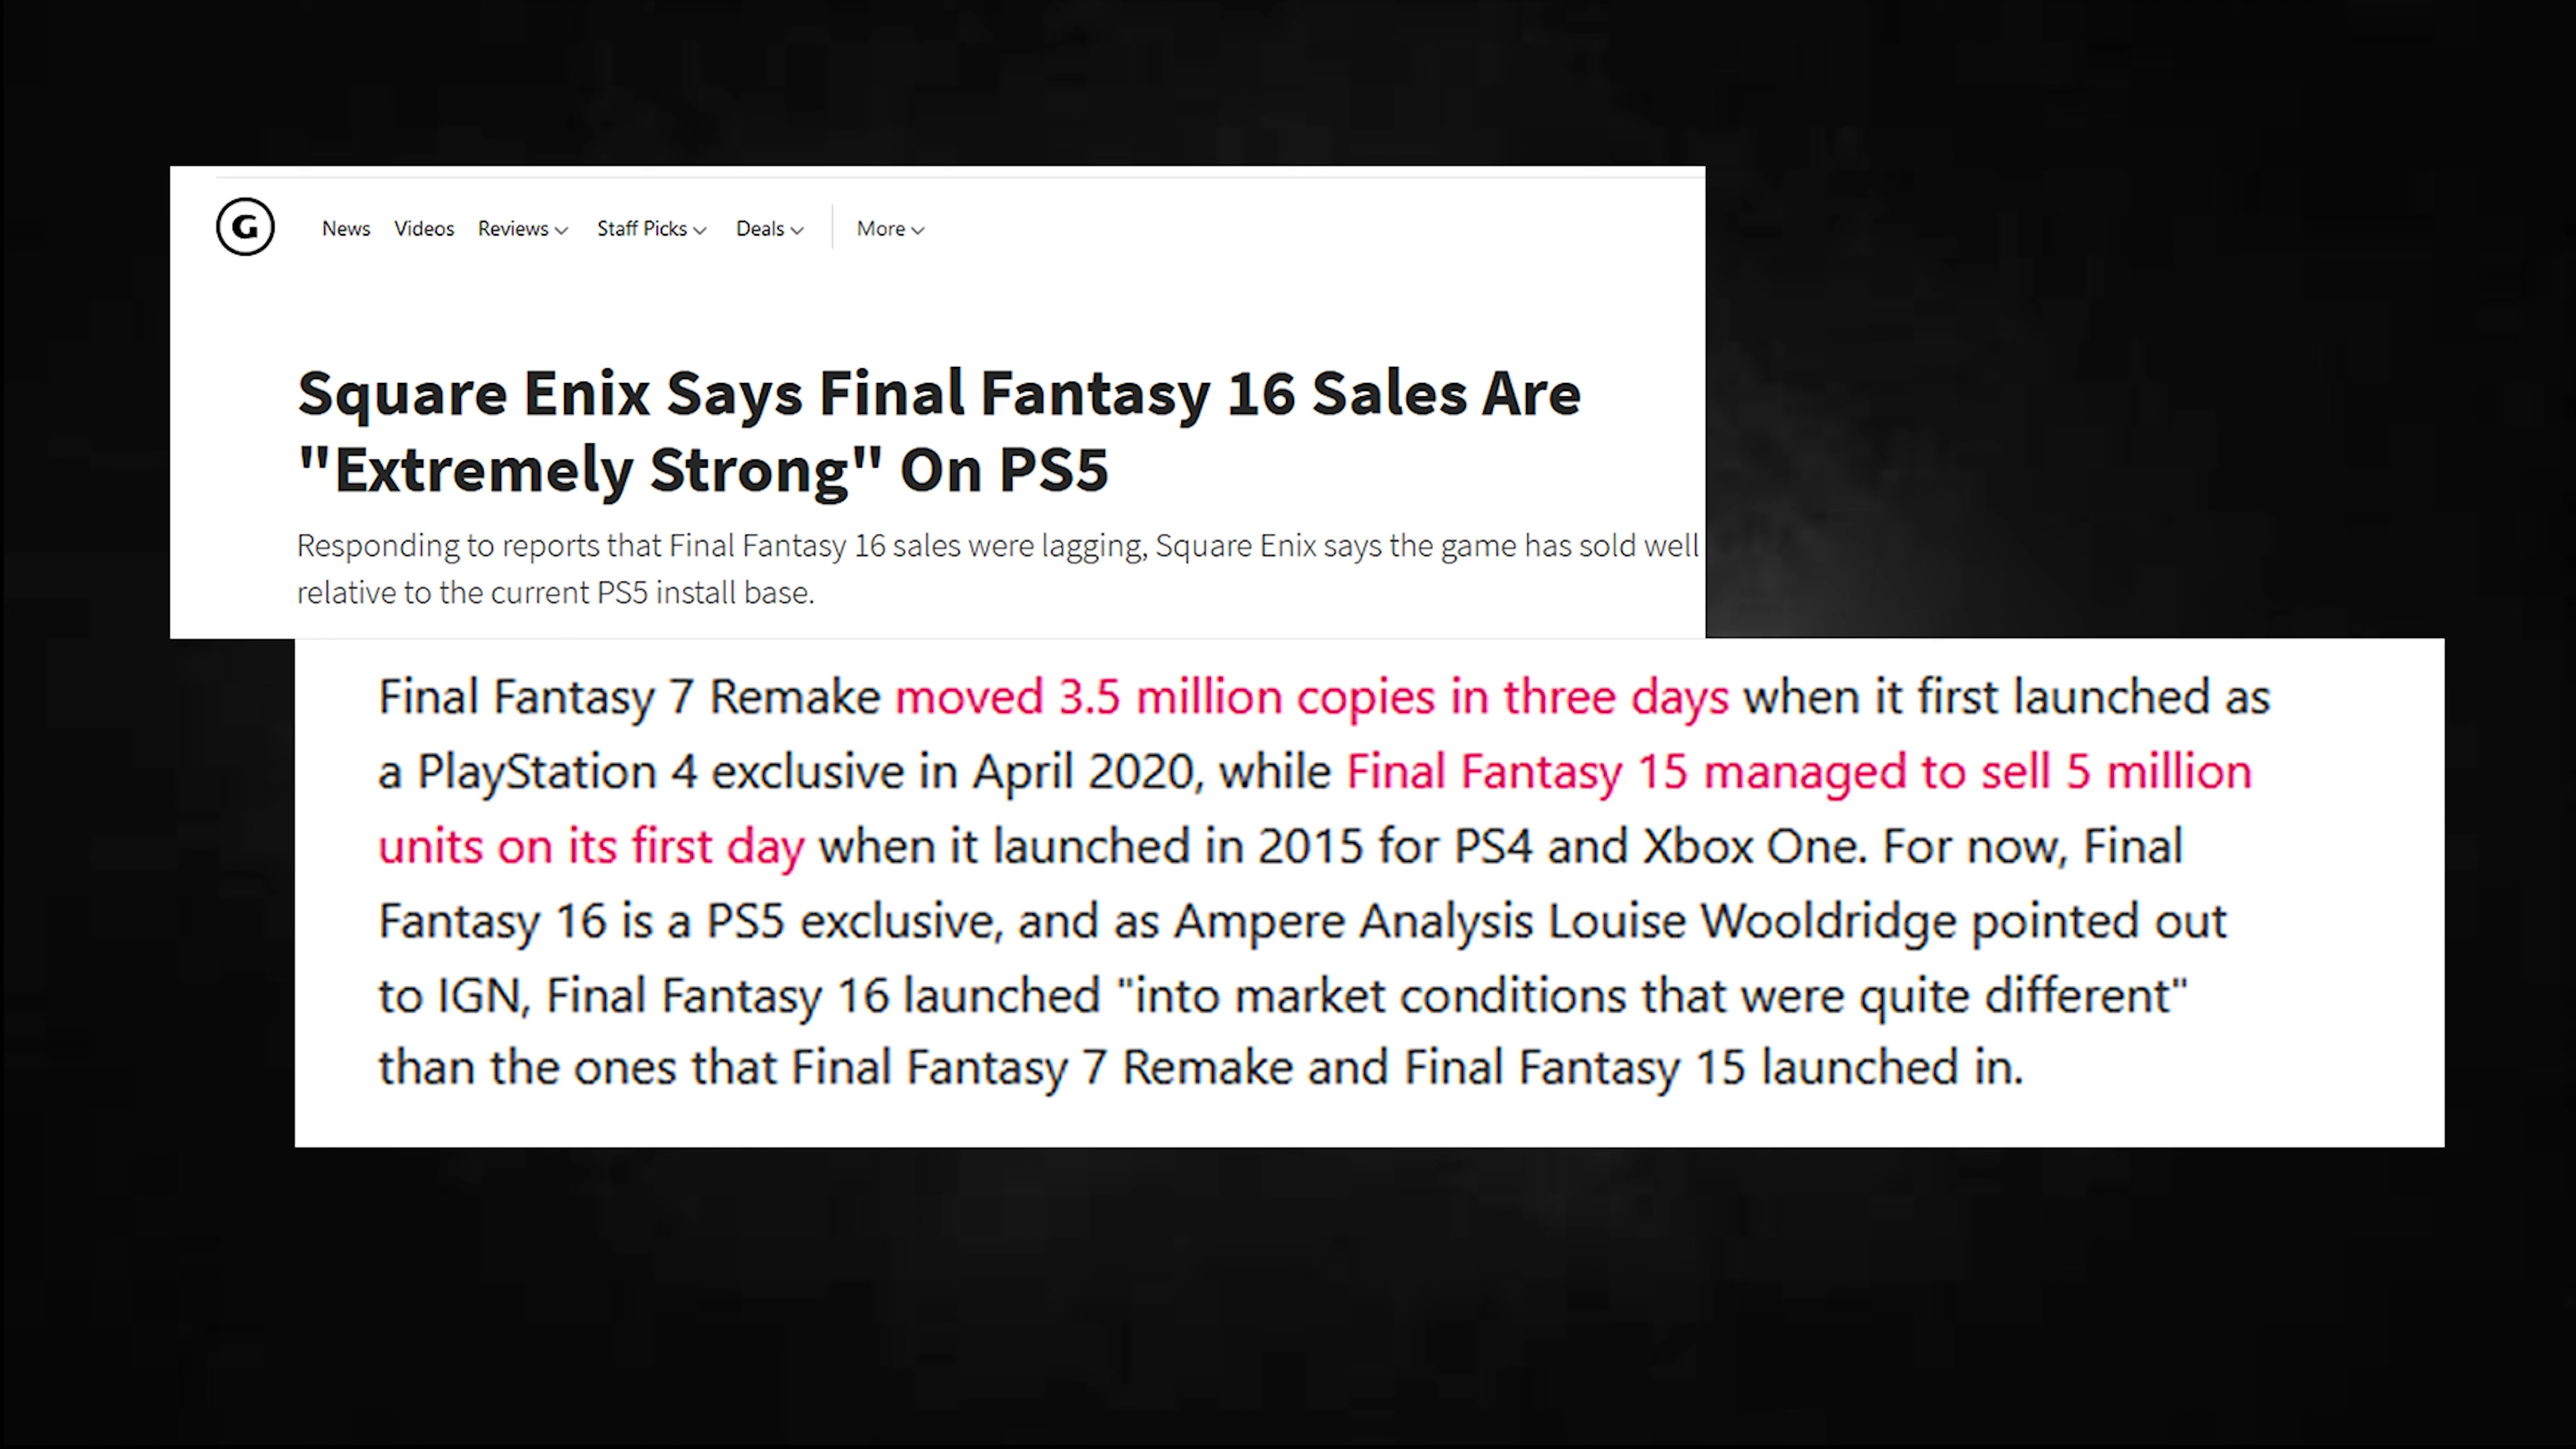 G
News Videos Reviews Staff Picks Deals More
Square Enix Says Final Fantasy 16 Sales Are
"Extremely Strong" On PS5
Responding to reports that Final Fantasy 16 sales were lagging, Square Enix says the game has sold well
relative to the current PS5 install base.
Final Fantasy 7 Remake moved 3.5 million copies in three days when it first launched as
a PlayStation 4 exclusive in April 2020, while Final Fantasy 15 managed to sell 5 million
units on its first day when it launched in 2015 for PS4 and Xbox One. For now, Final
Fantasy 16 is a PS5 exclusive, and as Ampere Analysis Louise Wooldridge pointed out
to IGN, Final Fantasy 16 launched "into market conditions that were quite different"
than the ones that Final Fantasy 7 Remake and Final Fantasy 15 launched in.